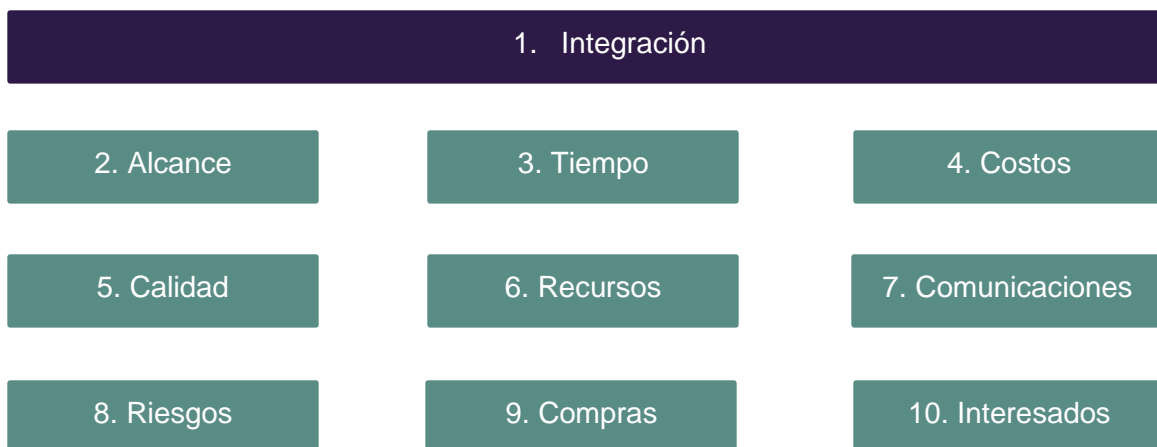 1. Integración
2. Alcance
3. Tiempo
4. Costos
5. Calidad
6. Recursos
7. Comunicaciones
8. Riesgos
9. Compras
10. Interesados